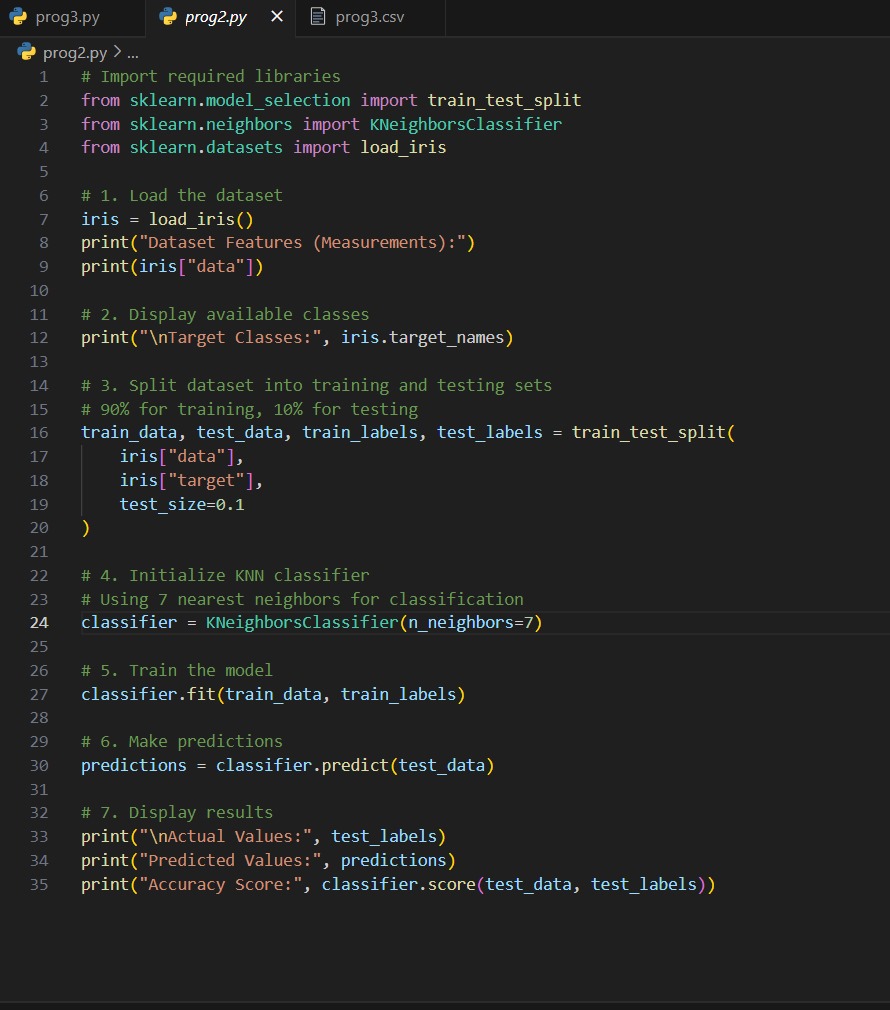 prog3.py prog2.py × prog3.csv
prog2.py > ...
1 # Import required libraries
2 from sklearn.model_selection import train_test_split
3 from sklearn.neighbors import KNeighborsClassifier
4 from sklearn.datasets import load_iris
5
6 # 1. Load the dataset
7 iris = load_iris()
8 print("Dataset Features (Measurements):")
9 print(iris["data"])
10
11 # 2. Display available classes
12 print("\nTarget Classes:", iris.target_names)
13
14 # 3. Split dataset into training and testing sets
15 # 90% for training, 10% for testing
16 train_data, test_data, train_labels, test_labels = train_test_split(
17     iris["data"],
18     iris["target"],
19     test_size=0.1
20 )
21
22 # 4. Initialize KNN classifier
23 # Using 7 nearest neighbors for classification
24 classifier = KNeighborsClassifier(n_neighbors=7)
25
26 # 5. Train the model
27 classifier.fit(train_data, train_labels)
28
29 # 6. Make predictions
30 predictions = classifier.predict(test_data)
31
32 # 7. Display results
33 print("\nActual Values:", test_labels)
34 print("Predicted Values:", predictions)
35 print("Accuracy Score:", classifier.score(test_data, test_labels))